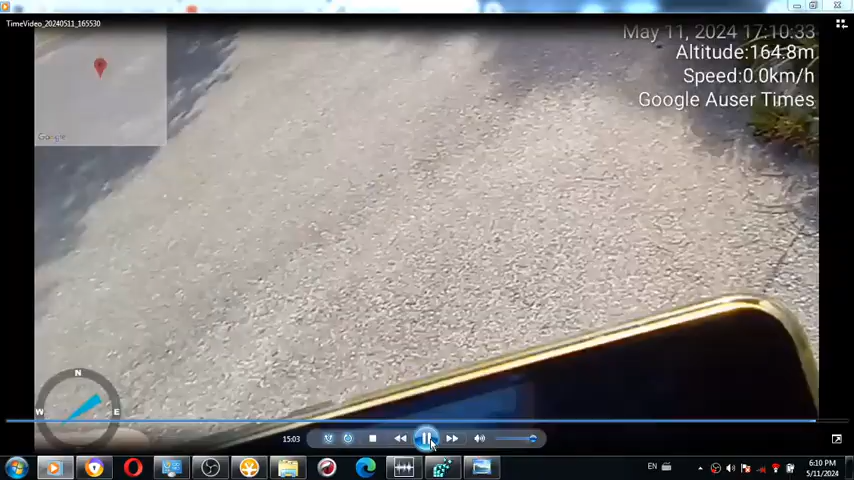 TimeVideo_20240511_165530
May 11, 2024 17:10:33
Altitude:164.8m
Speed:0.0km/h
Google Auser Times
Google
N
W E
15:03
EN
6:10 PM
5/11/2024